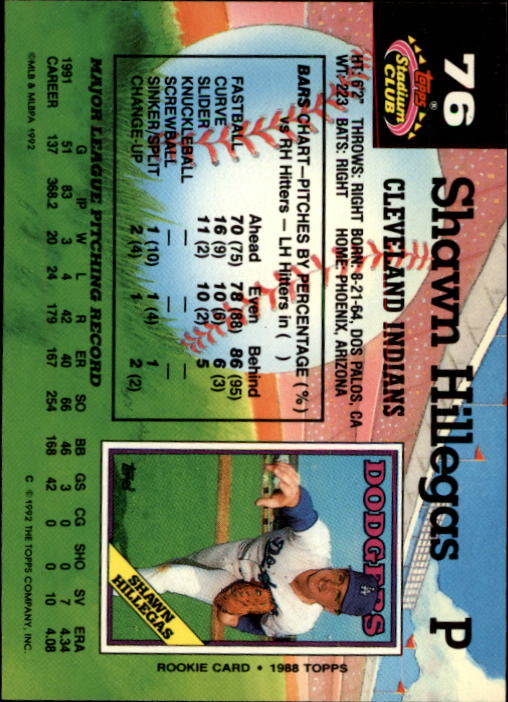 76
Topps®
Stadium
CLUB
Shawn Hillegas P
CLEVELAND INDIANS
HT: 6'2" THROWS: RIGHT BORN: 8-21-64, DOS PALOS, CA
WT: 223 BATS: RIGHT HOME: PHOENIX, ARIZONA
BARS CHART—PITCHES BY PERCENTAGE (%)
vs RH Hitters — LH Hitters in ( )
Ahead Even Behind
FASTBALL 70 (75) 79 (88) 86 (95)
CURVE 16 (9) 10 (6) 6 (3)
SLIDER 11 (2) 10 (2) 5
KNUCKLEBALL — — —
SCREWBALL — — —
SINKER/SPLIT 1 (10) 1 (4) 1
CHANGE-UP 2 (4) 1 2 (2)
DODGERS
Dodgers
LA
SHAWN
HILLEGAS
Topps
ROOKIE CARD • 1988 TOPPS
MAJOR LEAGUE PITCHING RECORD
G IP W L R ER SO BB GS CG SHO SV ERA
1991 51 83 3 4 42 40 66 46 3 0 0 7 4.34
CAREER 137 368.2 20 24 179 167 254 168 42 0 0 10 4.08
©MLB & MLBPA 1992
C © 1992 THE TOPPS COMPANY, INC.